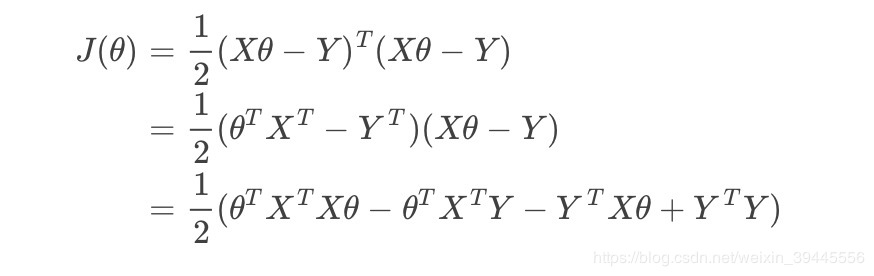 J(θ) = 1/2 (Xθ − Y)^T (Xθ − Y)
= 1/2 (θ^T X^T − Y^T)(Xθ − Y)
= 1/2 (θ^T X^T Xθ − θ^T X^T Y − Y^T Xθ + Y^T Y)
https://blog.csdn.net/weixin_39445556